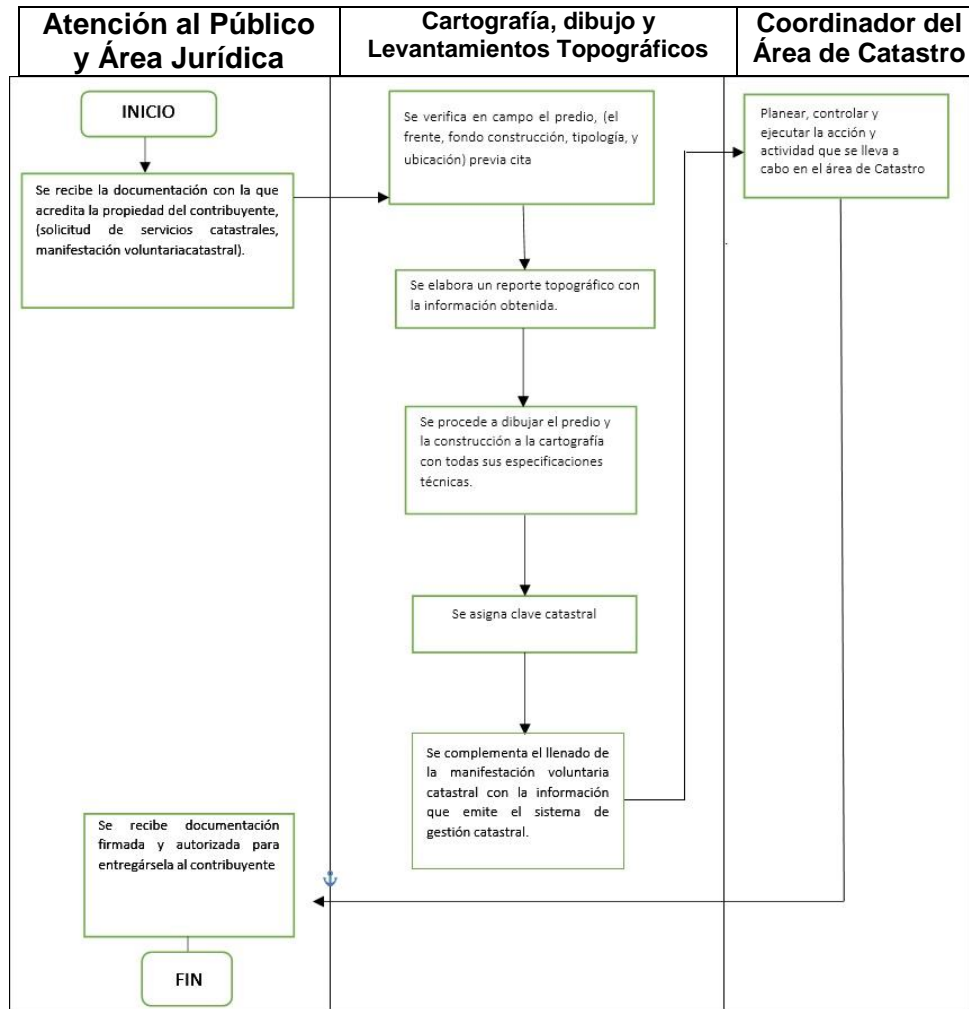 Atención al Público
y Área Jurídica
Cartografía, dibujo y
Levantamientos Topográficos
Coordinador del
Área de Catastro
INICIO
Se recibe la documentación con la que
acredita la propiedad del contribuyente,
(solicitud de servicios catastrales,
manifestación voluntariacatastral).
Se verifica en campo el predio, (el
frente, fondo construcción, tipología, y
ubicación) previa cita
Se elabora un reporte topográfico con
la información obtenida.
Se procede a dibujar el predio y
la construcción a la cartografía
con todas sus especificaciones
técnicas.
Se asigna clave catastral
Se complementa el llenado de
la manifestación voluntaria
catastral con la información
que emite el sistema de
gestión catastral.
Planear, controlar y
ejecutar la acción y
actividad que se lleva a
cabo en el área de Catastro
Se recibe documentación
firmada y autorizada para
entregársela al contribuyente
FIN